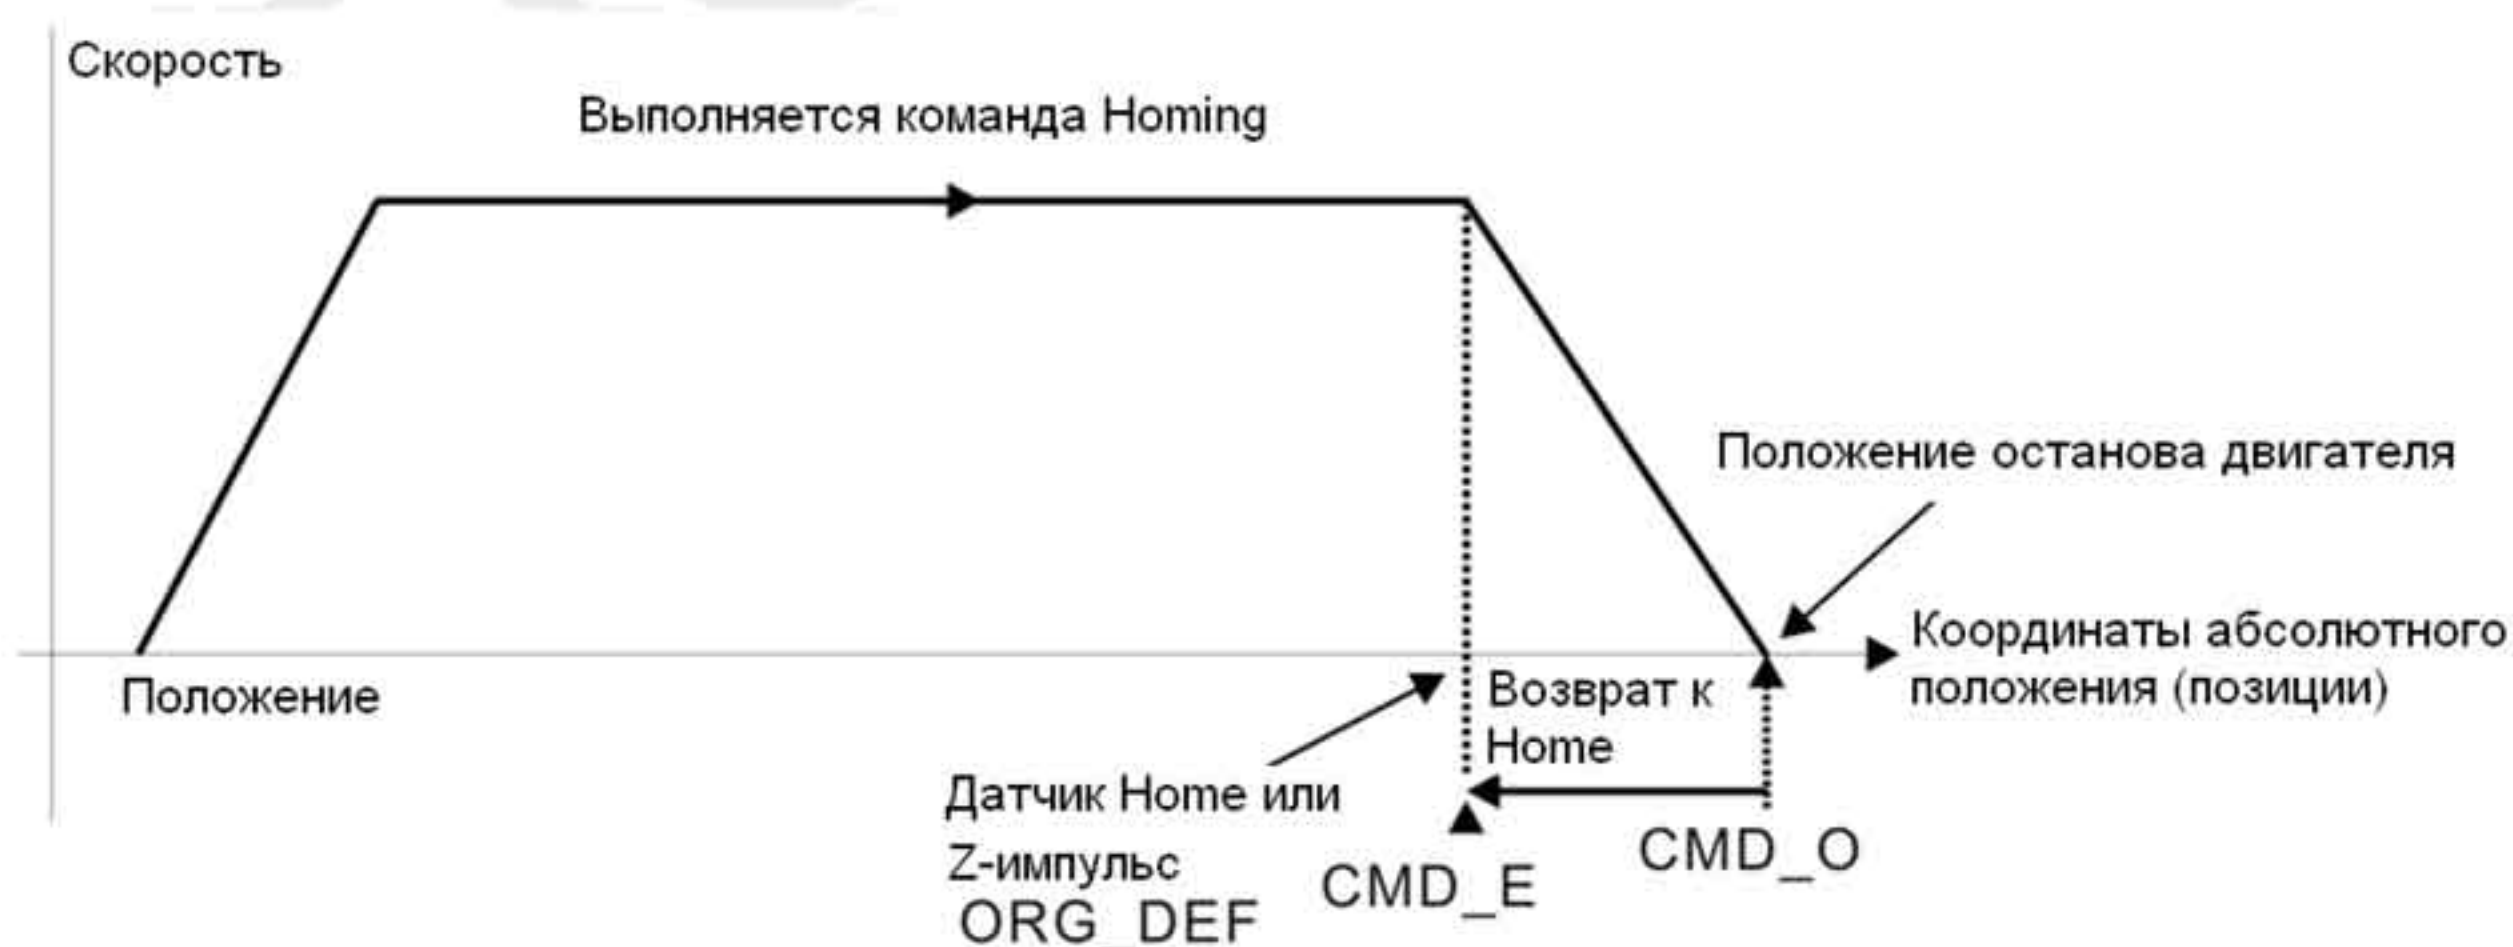 Скорость
Выполняется команда Homing
Положение останова двигателя
Координаты абсолютного
положения (позиции)
Положение
Возврат к
Home
Датчик Home или
Z-импульс
ORG_DEF
CMD_E
CMD_O